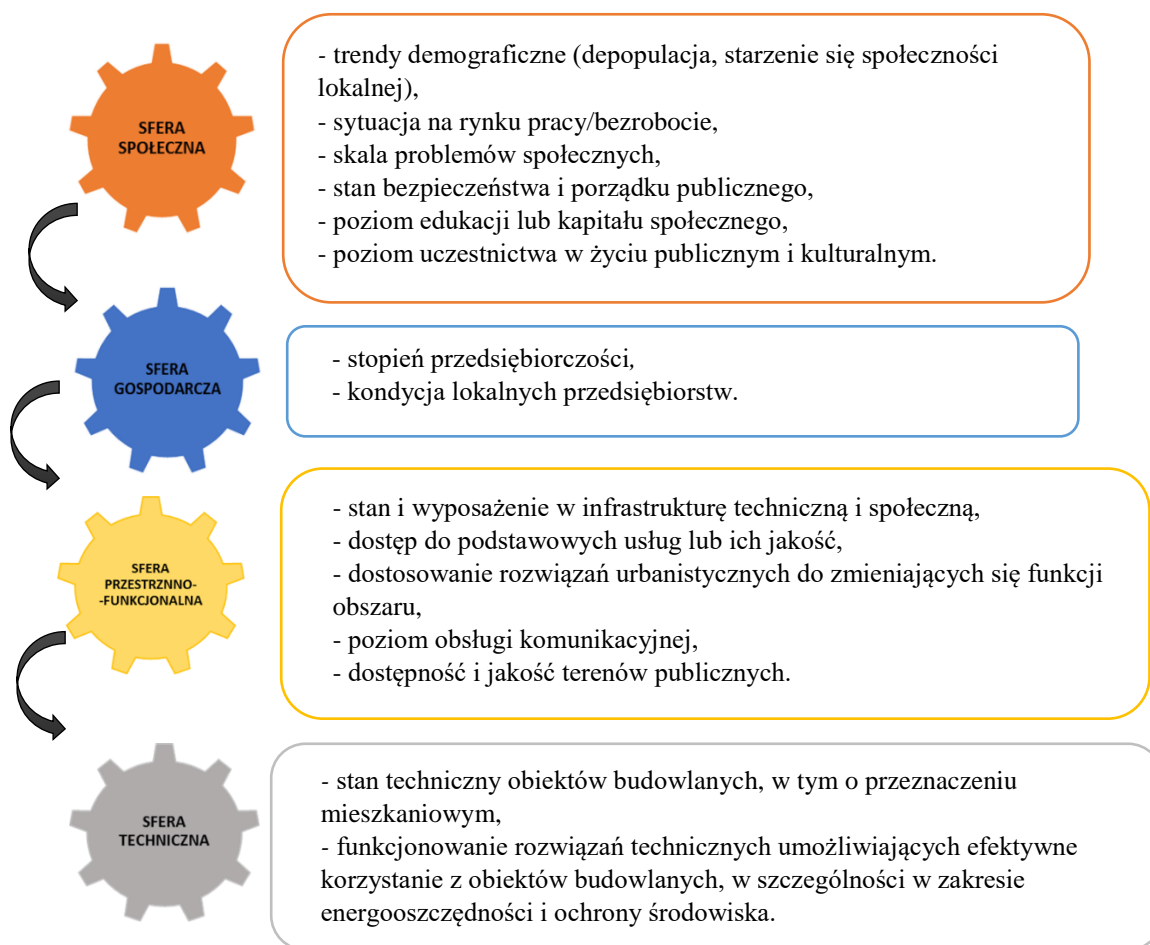 SFERA
SPOŁECZNA
- trendy demograficzne (depopulacja, starzenie się społeczności
lokalnej),
- sytuacja na rynku pracy/bezrobocie,
- skala problemów społecznych,
- stan bezpieczeństwa i porządku publicznego,
- poziom edukacji lub kapitału społecznego,
- poziom uczestnictwa w życiu publicznym i kulturalnym.
SFERA
GOSPODARCZA
- stopień przedsiębiorczości,
- kondycja lokalnych przedsiębiorstw.
SFERA
PRZESTRZNNO-
-FUNKCJONALNA
- stan i wyposażenie w infrastrukturę techniczną i społeczną,
- dostęp do podstawowych usług lub ich jakość,
- dostosowanie rozwiązań urbanistycznych do zmieniających się funkcji
obszaru,
- poziom obsługi komunikacyjnej,
- dostępność i jakość terenów publicznych.
SFERA
TECHNICZNA
- stan techniczny obiektów budowlanych, w tym o przeznaczeniu
mieszkaniowym,
- funkcjonowanie rozwiązań technicznych umożliwiających efektywne
korzystanie z obiektów budowlanych, w szczególności w zakresie
energooszczędności i ochrony środowiska.